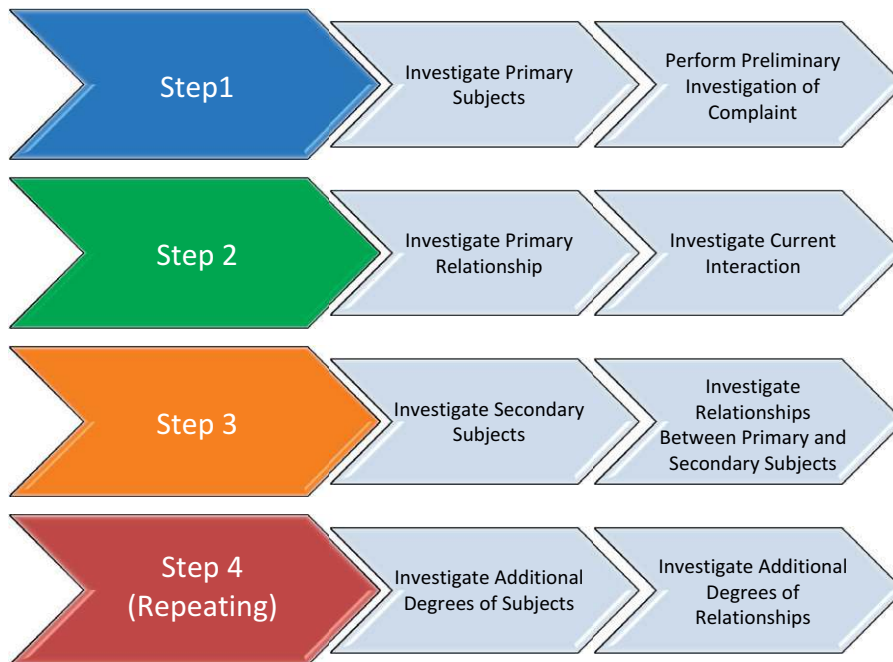 Step1
Investigate Primary
Subjects
Perform Preliminary
Investigation of
Complaint
Step 2
Investigate Primary
Relationship
Investigate Current
Interaction
Step 3
Investigate Secondary
Subjects
Investigate
Relationships
Between Primary and
Secondary Subjects
Step 4
(Repeating)
Investigate Additional
Degrees of Subjects
Investigate Additional
Degrees of
Relationships